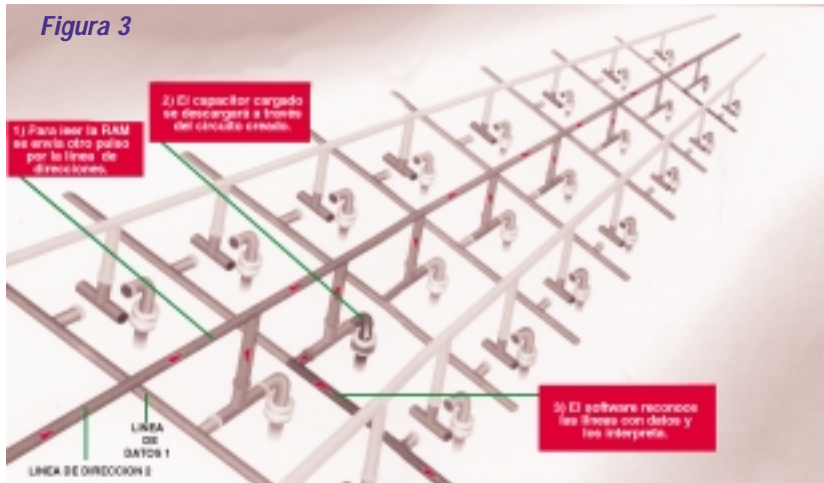 Figura 3
1) Para leer la RAM
se envía otro pulso
por la línea de
direcciones.
2) El capacitor cargado
se descargará a través
del circuito creado.
3) El software reconoce
las líneas con datos y
los interpreta.
LINEA
DE
DATOS 1
LINEA DE DIRECCION 2